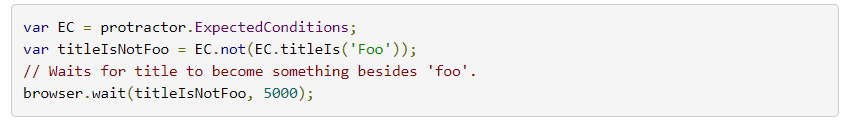 var EC = protractor.ExpectedConditions;
var titleIsNotFoo = EC.not(EC.titleIs('Foo'));
// Waits for title to become something besides 'foo'.
browser.wait(titleIsNotFoo, 5000);